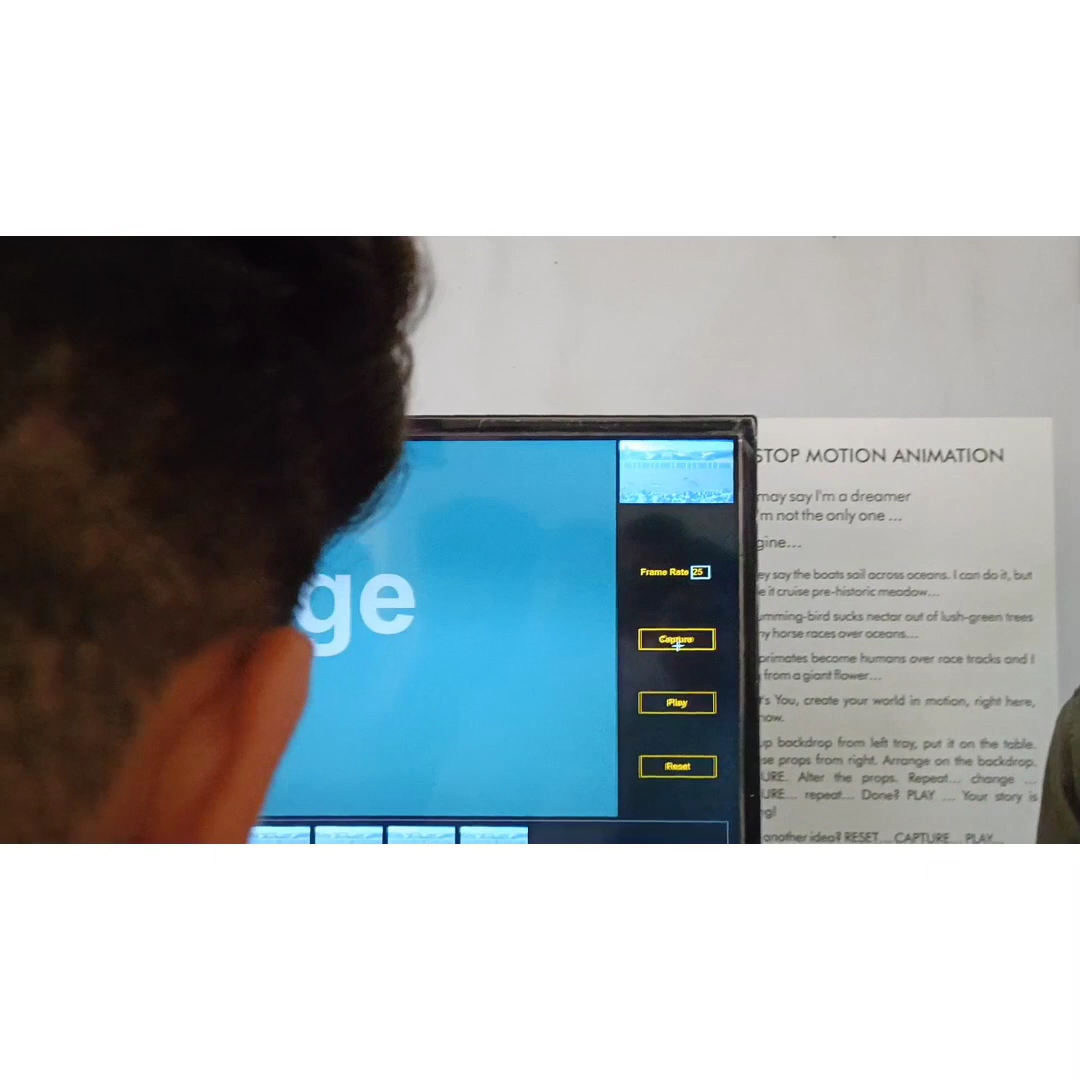 ge
Frame Rate 25
Capture
Play
Reset
STOP MOTION ANIMATION
may say I'm a dreamer
I'm not the only one ...
gine...
ey say the boats sail across oceans. I can do it, but
e it cruise pre-historic meadow...
umming-bird sucks nectar out of lush-green trees
ny horse races over oceans....
primates become humans over race tracks and I
from a giant flower...
t's You, create your world in motion, right here,
now.
up backdrop from left tray, put it on the table.
se props from right. Arrange on the backdrop.
URE. Alter the props. Repeat... change ...
URE... repeat... Done? PLAY .... Your story is
ng!
another idea? RESET... CAPTURE... PLAY...